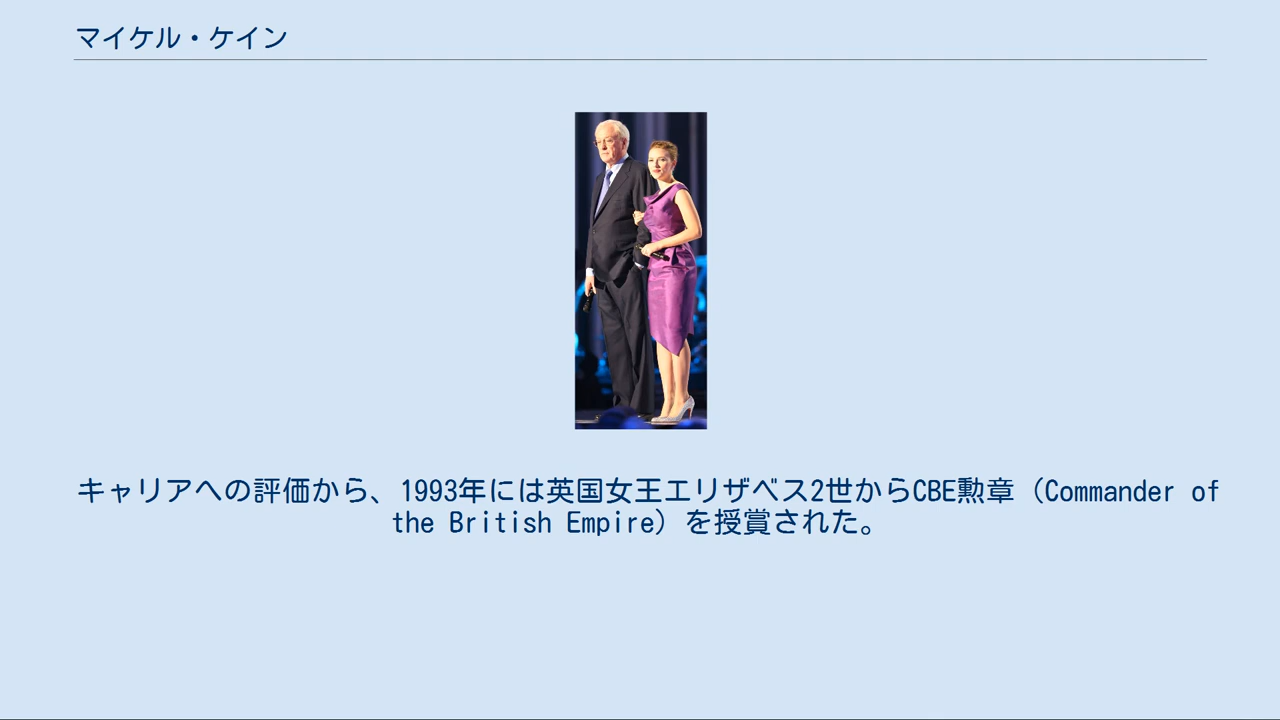 マイケル・ケイン
キャリアへの評価から、1993年には英国女王エリザベス2世からCBE勲章（Commander of
the British Empire）を授賞された。